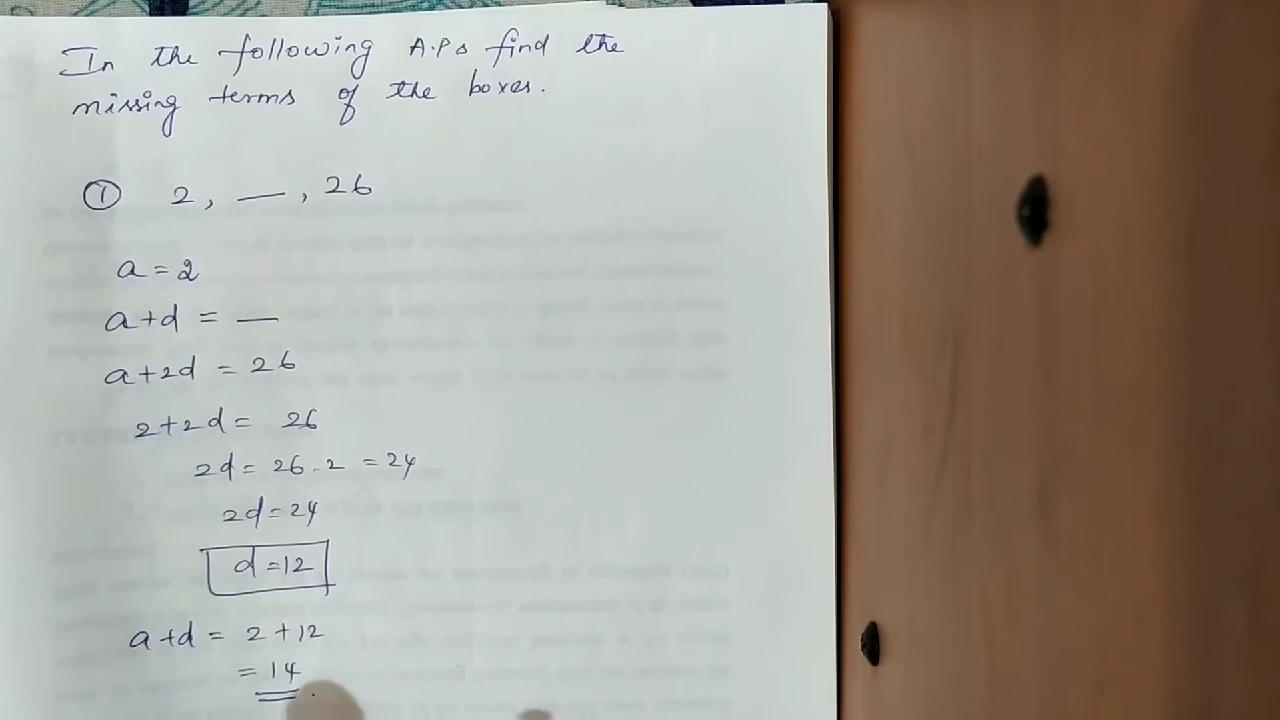 In the following A.Ps find the
missing terms of the boxes.
① 2, —, 26
a = 2
a + d = —
a + 2d = 26
2 + 2d = 26
2d = 26 - 2 = 24
2d = 24
d = 12
a + d = 2 + 12
= 14